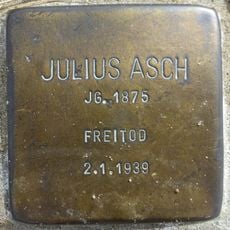 JULIUS ASCH
JG. 1875
FREITOD
2.1.1939